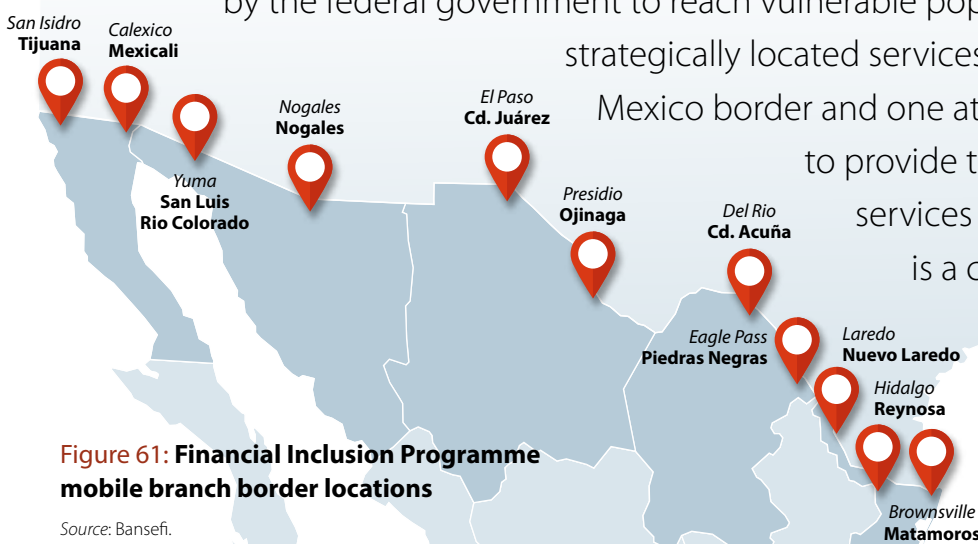 by the federal government to reach vulnerable pop
strategically located services
Mexico border and one at
to provide t
services
is a c
San Isidro
Tijuana
Calexico
Mexicali
Yuma
San Luis
Rio Colorado
Nogales
Nogales
El Paso
Cd. Juárez
Presidio
Ojinaga
Del Rio
Cd. Acuña
Eagle Pass
Piedras Negras
Laredo
Nuevo Laredo
Hidalgo
Reynosa
Brownsville
Matamoros
Figure 61: Financial Inclusion Programme
mobile branch border locations
Source: Bansefi.